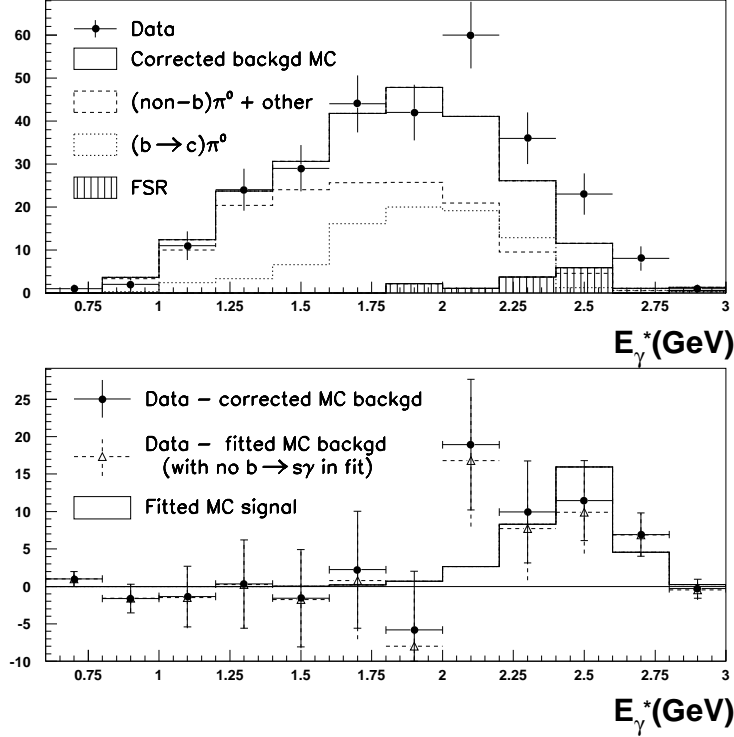 60
Data
Corrected backgd MC
50
(non-b)π⁰ + other
40
(b→c)π⁰
30
FSR
20
10
0
0.75 1 1.25 1.5 1.75 2 2.25 2.5 2.75 3
E*γ(GeV)
25
Data - corrected MC backgd
20
Data - fitted MC backgd
(with no b→sγ in fit)
15
Fitted MC signal
10
5
0
-5
-10
0.75 1 1.25 1.5 1.75 2 2.25 2.5 2.75 3
E*γ(GeV)